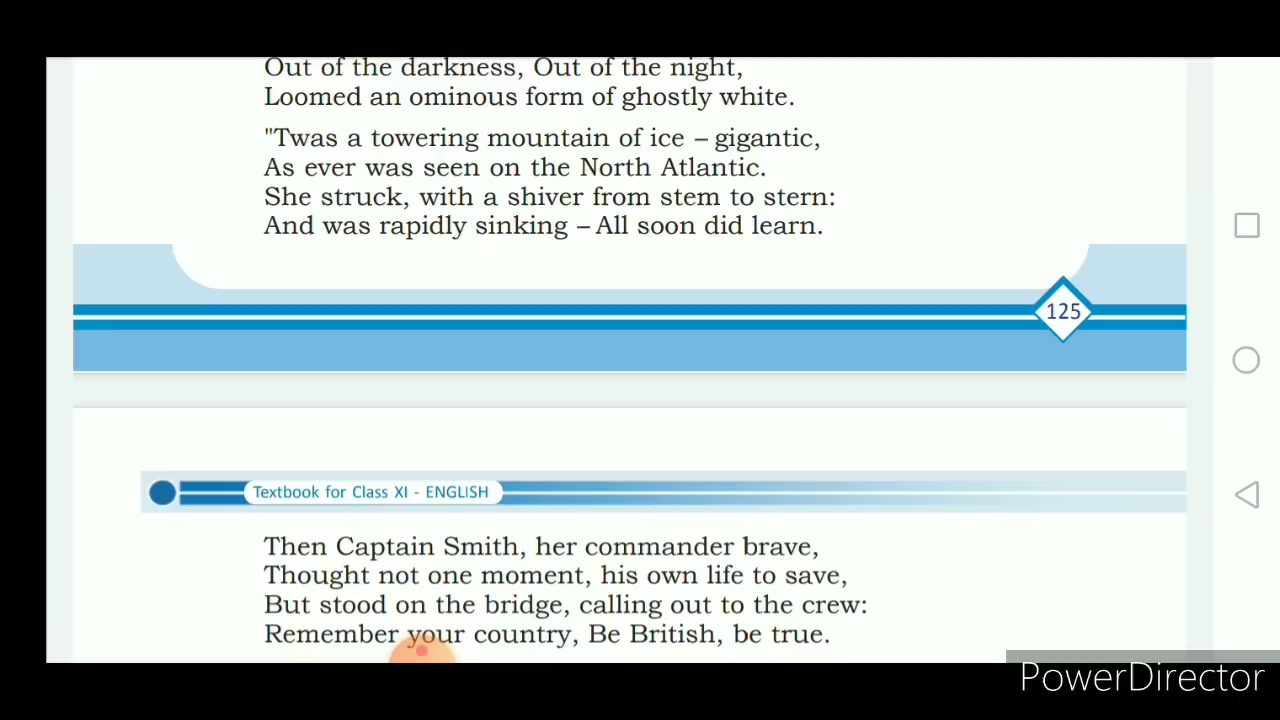 Out of the darkness, Out of the night,
Loomed an ominous form of ghostly white.
"Twas a towering mountain of ice – gigantic,
As ever was seen on the North Atlantic.
She struck, with a shiver from stem to stern:
And was rapidly sinking – All soon did learn.
125
Textbook for Class XI - ENGLISH
Then Captain Smith, her commander brave,
Thought not one moment, his own life to save,
But stood on the bridge, calling out to the crew:
Remember your country, Be British, be true.
PowerDirector